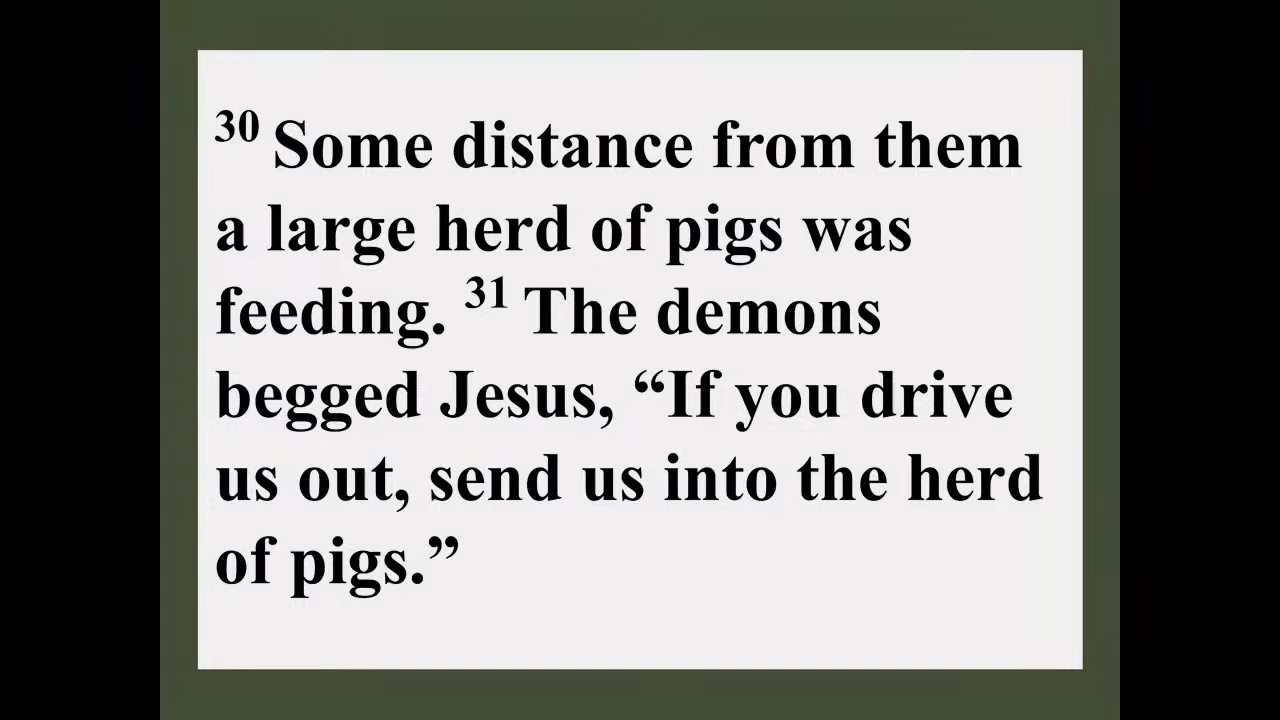 30 Some distance from them
a large herd of pigs was
feeding. 31 The demons
begged Jesus, “If you drive
us out, send us into the herd
of pigs.”